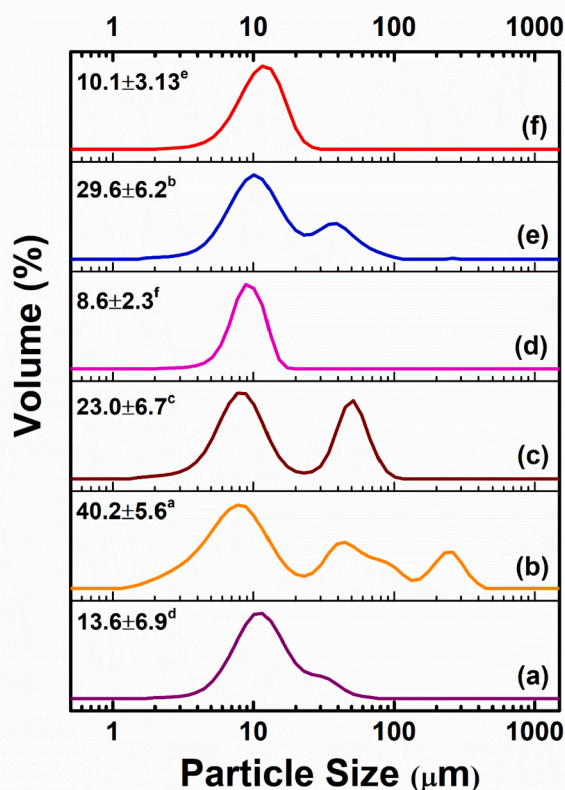 1 10 100 1000
10.1±3.13ᵉ
(f)
29.6±6.2ᵇ
(e)
8.6±2.3ᶠ
(d)
23.0±6.7ᶜ
(c)
40.2±5.6ᵃ
(b)
13.6±6.9ᵈ
(a)
Volume (%)
1 10 100 1000
Particle Size (μm)